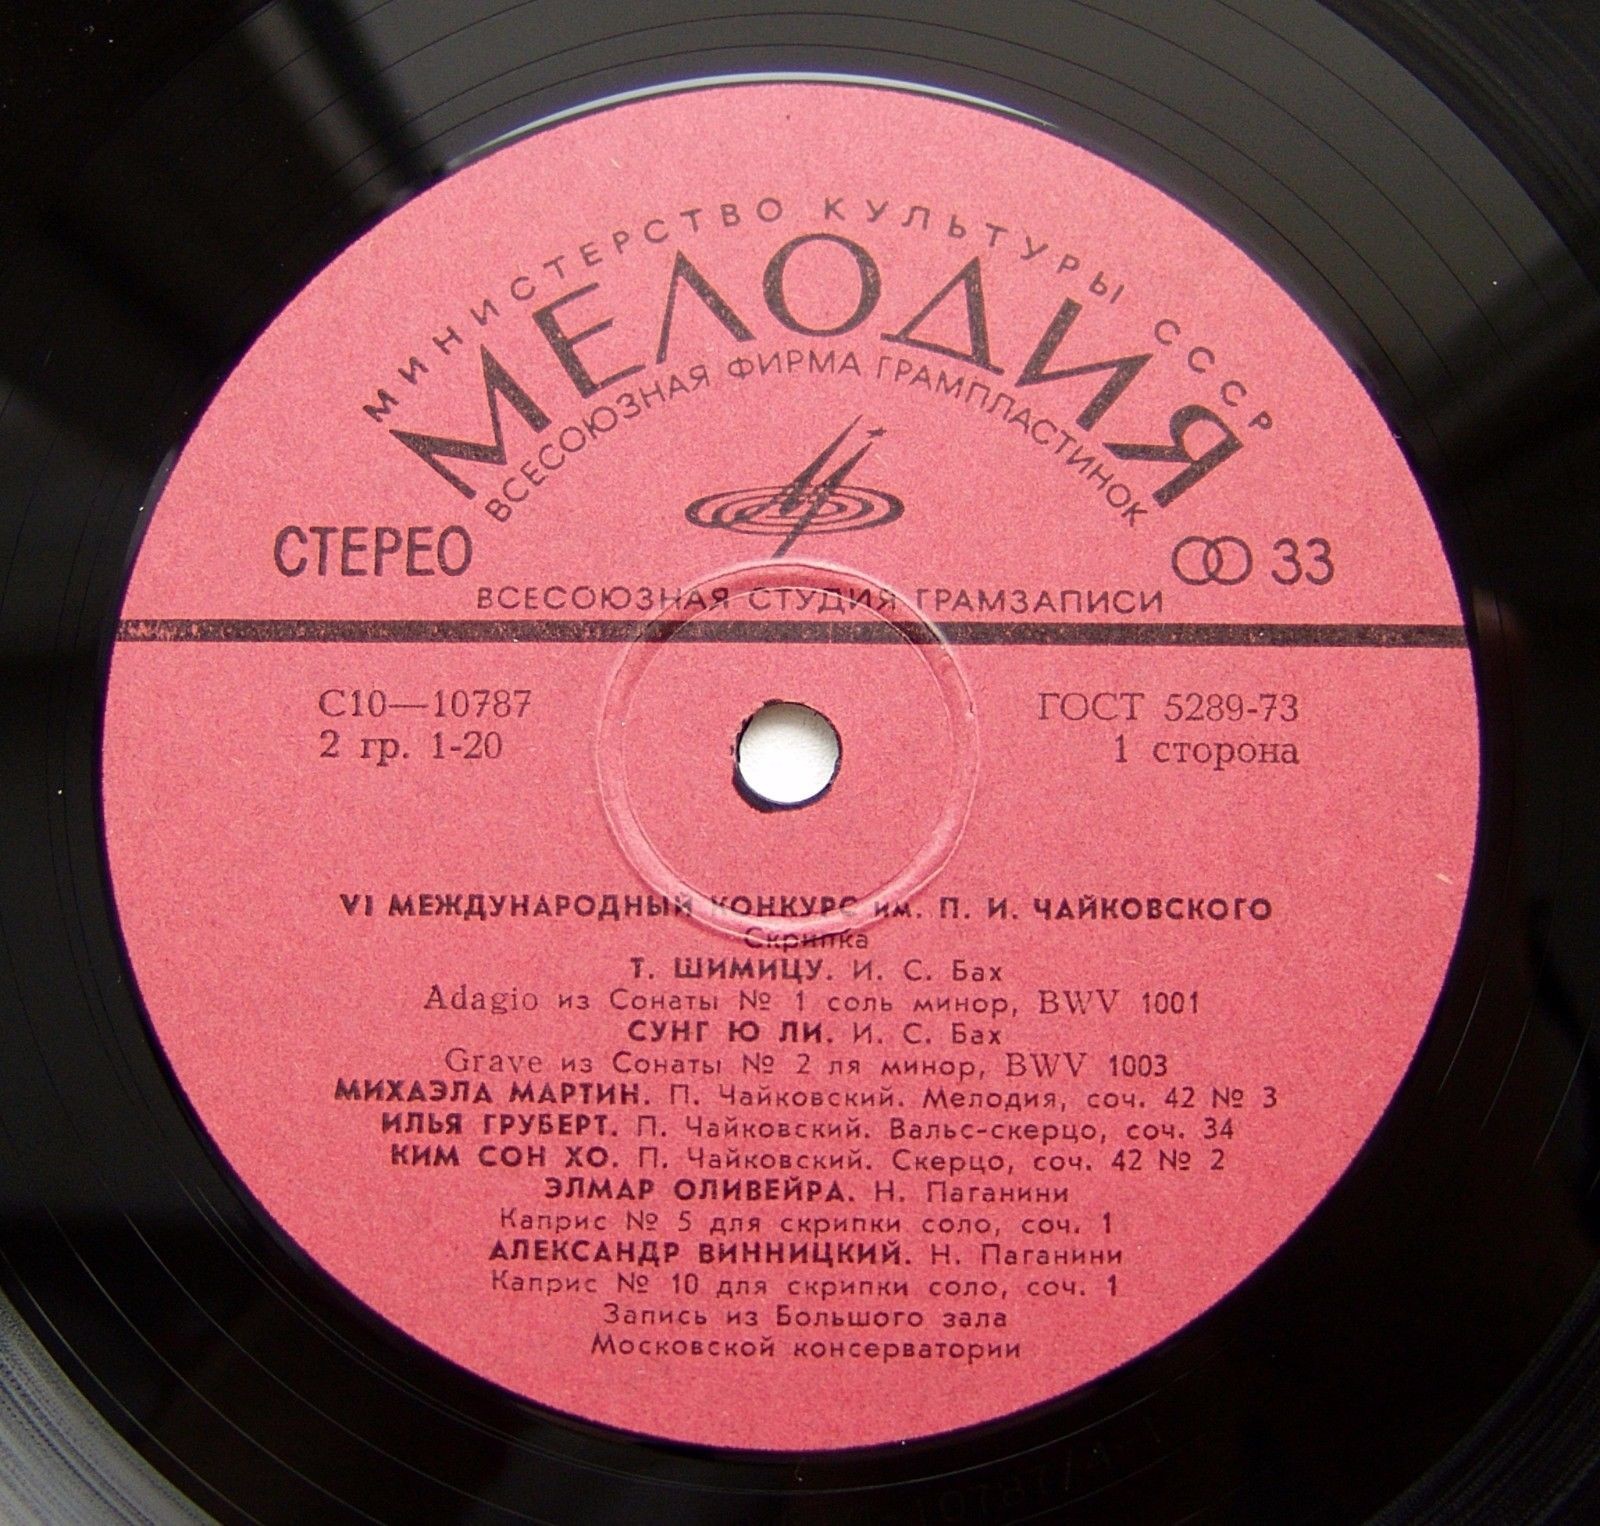 МИНИСТЕРСТВО КУЛЬТУРЫ СССР
МЕЛОДИЯ
ВСЕСОЮЗНАЯ ФИРМА ГРАМПЛАСТИНОК
СТЕРЕО
33
ВСЕСОЮЗНАЯ СТУДИЯ ГРАМЗАПИСИ
С10—10787
ГОСТ 5289-73
2 гр. 1-20
1 сторона
VI МЕЖДУНАРОДНЫЙ КОНКУРС ИМ. П. И. ЧАЙКОВСКОГО
Скрипка
Т. ШИМИЦУ. И. С. Бах
Adagio из Сонаты № 1 соль минор, BWV 1001
СУНГ Ю ЛИ. И. С. Бах
Grave из Сонаты № 2 ля минор, BWV 1003
МИХАЭЛА МАРТИН. П. Чайковский. Мелодия, соч. 42 № 3
ИЛЬЯ ГРУБЕРТ. П. Чайковский. Вальс-скерцо, соч. 34
КИМ СОН ХО. П. Чайковский. Скерцо, соч. 42 № 2
ЭЛМАР ОЛИВЕЙРА. Н. Паганини
Каприс № 5 для скрипки соло, соч. 1
АЛЕКСАНДР ВИННИЦКИЙ. Н. Паганини
Каприс № 10 для скрипки соло, соч. 1
Запись из Большого зала
Московской консерватории